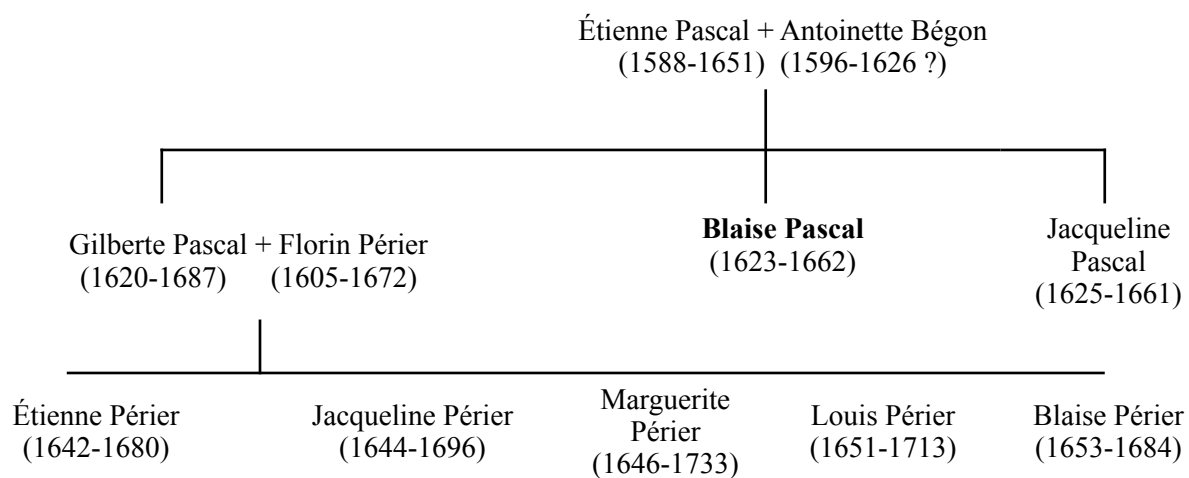 Étienne Pascal + Antoinette Bégon
(1588-1651) (1596-1626 ?)
Gilberte Pascal + Florin Périer
(1620-1687) (1605-1672)
Blaise Pascal
(1623-1662)
Jacqueline
Pascal
(1625-1661)
Étienne Périer
(1642-1680)
Jacqueline Périer
(1644-1696)
Marguerite
Périer
(1646-1733)
Louis Périer
(1651-1713)
Blaise Périer
(1653-1684)